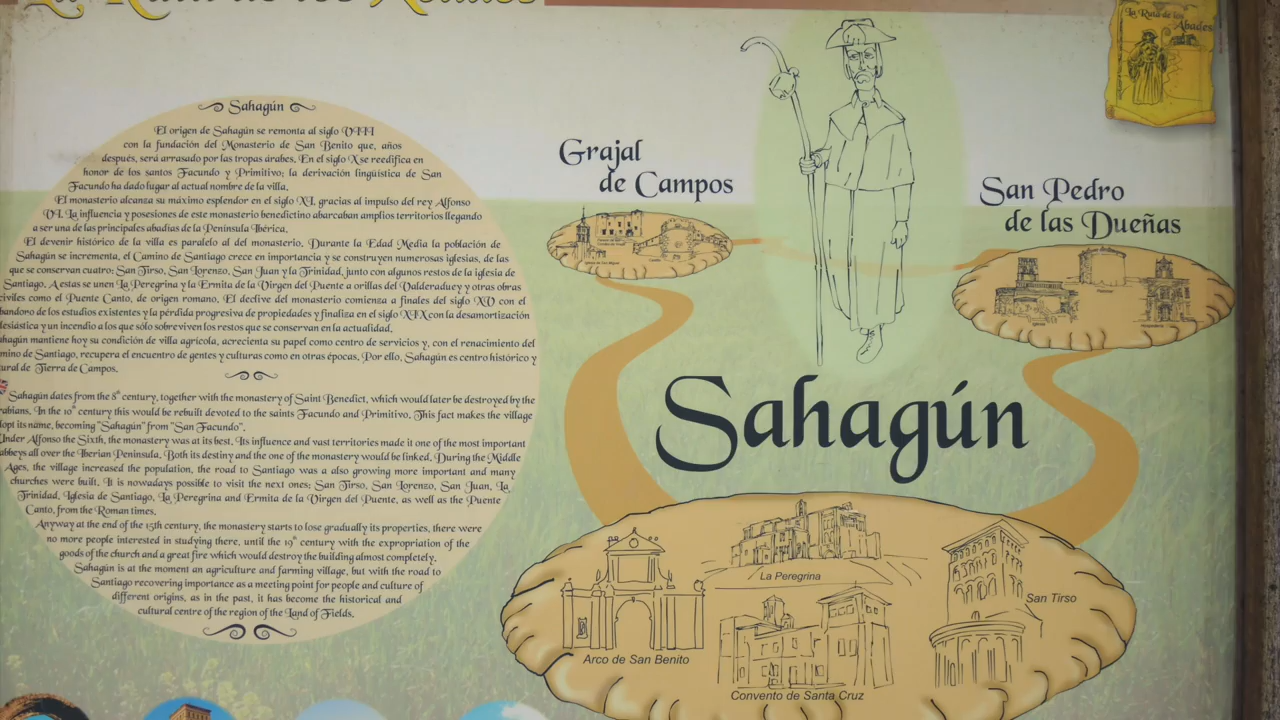 La Ruta de los Abades
La Ruta de los
Abades
Sahagún
El origen de Sahagún se remonta al siglo VIII
con la fundación del Monasterio de San Benito que, años
después, será arrasado por las tropas árabes. En el siglo X se reedifica en
honor de los santos Facundo y Primitivo; la derivación lingüística de San
Facundo ha dado lugar al actual nombre de la villa.
El monasterio alcanza su máximo esplendor en el siglo XI, gracias al impulso del rey Alfonso
VI. La influencia y posesiones de este monasterio benedictino abarcaban amplios territorios llegando
a ser una de las principales abadías de la Península Ibérica.
El devenir histórico de la villa es paralelo al del monasterio. Durante la Edad Media la población de
Sahagún se incrementa, el Camino de Santiago crece en importancia y se construyen numerosas iglesias, de las
que se conservan cuatro: San Tirso, San Lorenzo, San Juan y la Trinidad, junto con algunos restos de la iglesia de
Santiago. A estas se unen La Peregrina y la Ermita de la Virgen del Puente a orillas del Valderaduey y otras obras
civiles como el Puente Canto, de origen romano. El declive del monasterio comienza a finales del siglo XV con el
bandono de los estudios existentes y la pérdida progresiva de propiedades y finaliza en el siglo XIX con la desamortización
lesiástica y un incendio a los que sólo sobreviven los restos que se conservan en la actualidad.
ahagún mantiene hoy su condición de villa agrícola, acrecienta su papel como centro de servicios y, con el renacimiento del
mino de Santiago, recupera el encuentro de gentes y culturas como en otras épocas. Por ello, Sahagún es centro histórico y
ural de Tierra de Campos.
Sahagún dates from the 8th century, together with the monastery of Saint Benedict, which would later be destroyed by the
rabians. In the 10th century this would be rebuilt devoted to the saints Facundo and Primitivo. This fact makes the village
dopt its name, becoming "Sahagún" from "San Facundo".
Under Alfonso the Sixth, the monastery was at its best. Its influence and vast territories made it one of the most important
abbeys all over the Iberian Peninsula. Both its destiny and the one of the monastery would be linked. During the Middle
Ages, the village increased the population, the road to Santiago was a also growing more important and many
churches were built. It is nowadays possible to visit the next ones: San Tirso, San Lorenzo, San Juan, La
Trinidad, Iglesia de Santiago, La Peregrina and Ermita de la Virgen del Puente, as well as the Puente
Canto, from the Roman times.
Anyway at the end of the 15th century, the monastery starts to lose gradually its properties, there were
no more people interested in studying there, until the 19th century with the expropriation of the
goods of the church and a great fire which would destroy the building almost completely.
Sahagún is at the moment an agriculture and farming village, but with the road to
Santiago recovering importance as a meeting point for people and culture of
different origins, as in the past, it has become the historical and
cultural centre of the region of the Land of Fields.
Grajal
de Campos
San Pedro
de las Dueñas
Sahagún
La Peregrina
San Tirso
Arco de San Benito
Convento de Santa Cruz